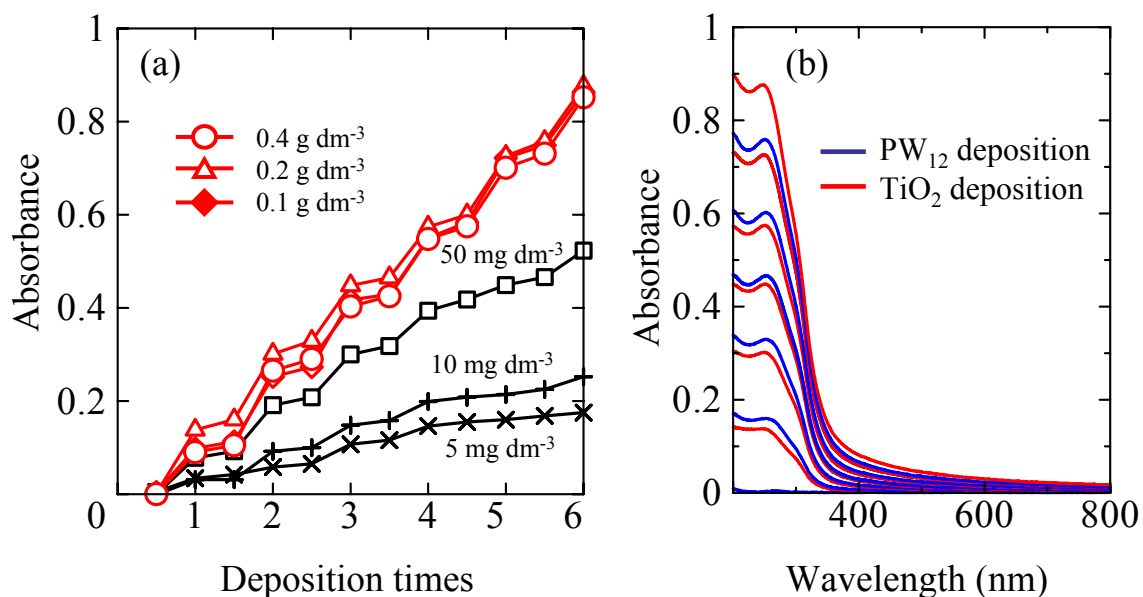 (a)
0.4 g dm-3
0.2 g dm-3
0.1 g dm-3
50 mg dm-3
10 mg dm-3
5 mg dm-3
Absorbance
1
0.8
0.6
0.4
0.2
0
1 2 3 4 5 6
Deposition times
(b)
PW12 deposition
TiO2 deposition
Absorbance
1
0.8
0.6
0.4
0.2
0
400 600 800
Wavelength (nm)